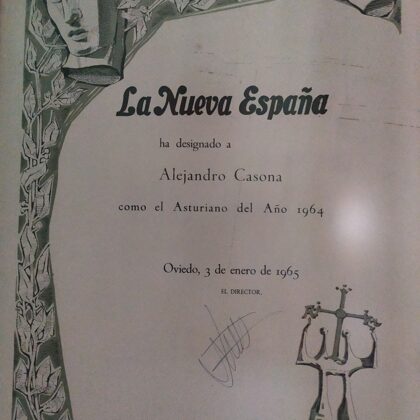 La Nueva España
ha designado a
Alejandro Casona
como el Asturiano del Año 1964
Oviedo, 3 de enero de 1965
EL DIRECTOR,